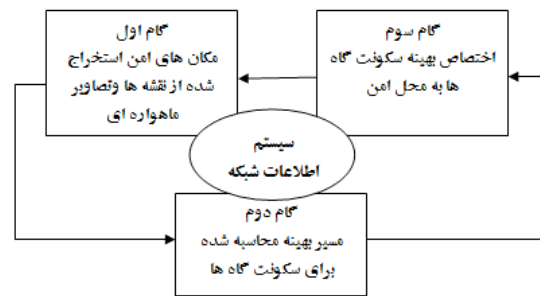 گام سوم
اختصاص بهینه سکونت گاه
ها به محل امن
گام اول
مکان های امن استخراج
شده از نقشه ها وتصاویر
ماهواره ای
سیستم
اطلاعات شبکه
گام دوم
مسیر بهینه محاسبه شده
برای سکونت گاه ها